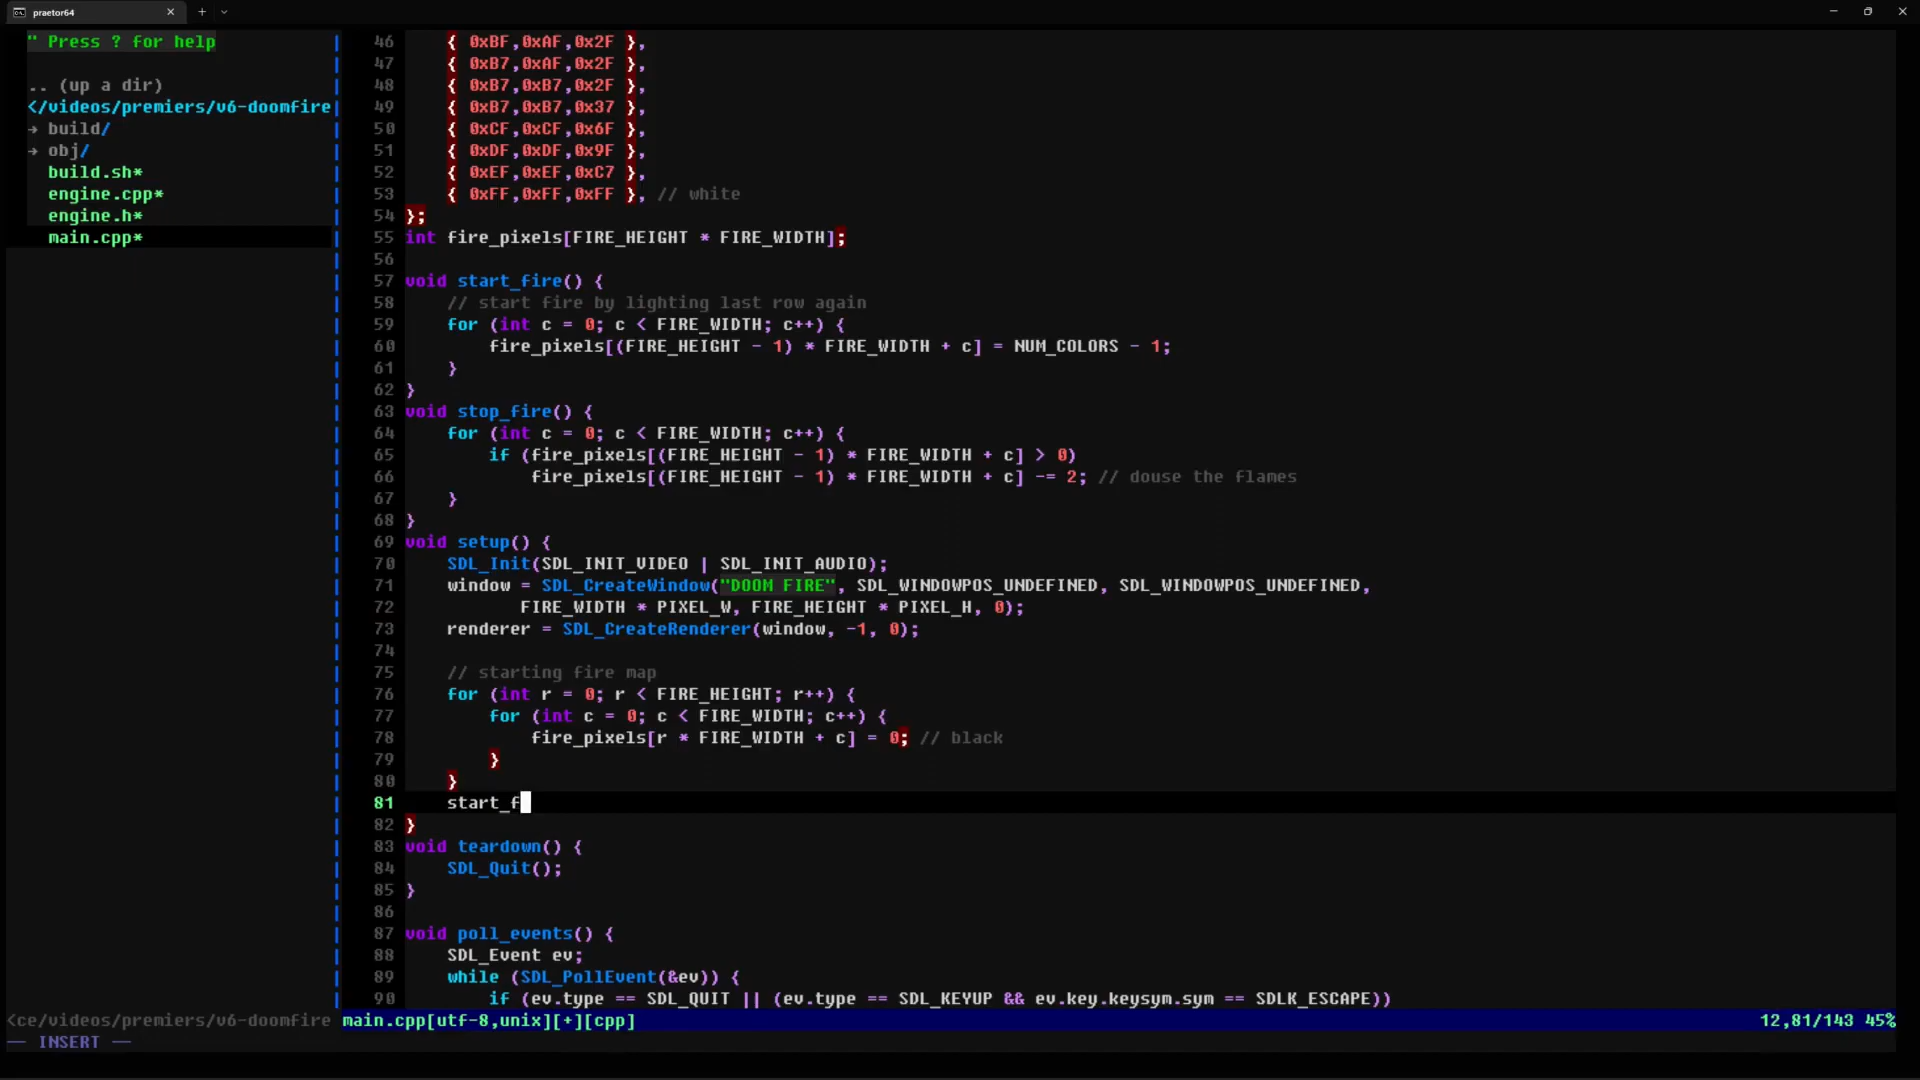 praetor64
" Press ? for help
.. (up a dir)
</videos/premiers/v6-doomfire
→ build/
→ obj/
build.sh*
engine.cpp*
engine.h*
main.cpp*
46 { 0xBF,0xAF,0x2F },
47 { 0xB7,0xAF,0x2F },
48 { 0xB7,0xB7,0x2F },
49 { 0xB7,0xB7,0x37 },
50 { 0xCF,0xCF,0x6F },
51 { 0xDF,0xDF,0x9F },
52 { 0xEF,0xEF,0xC7 },
53 { 0xFF,0xFF,0xFF }, // white
54 };
55 int fire_pixels[FIRE_HEIGHT * FIRE_WIDTH];
56
57 void start_fire() {
58 // start fire by lighting last row again
59 for (int c = 0; c < FIRE_WIDTH; c++) {
60 fire_pixels[(FIRE_HEIGHT - 1) * FIRE_WIDTH + c] = NUM_COLORS - 1;
61 }
62 }
63 void stop_fire() {
64 for (int c = 0; c < FIRE_WIDTH; c++) {
65 if (fire_pixels[(FIRE_HEIGHT - 1) * FIRE_WIDTH + c] > 0)
66 fire_pixels[(FIRE_HEIGHT - 1) * FIRE_WIDTH + c] -= 2; // douse the flames
67 }
68 }
69 void setup() {
70 SDL_Init(SDL_INIT_VIDEO | SDL_INIT_AUDIO);
71 window = SDL_CreateWindow("DOOM FIRE", SDL_WINDOWPOS_UNDEFINED, SDL_WINDOWPOS_UNDEFINED,
72 FIRE_WIDTH * PIXEL_W, FIRE_HEIGHT * PIXEL_H, 0);
73 renderer = SDL_CreateRenderer(window, -1, 0);
74
75 // starting fire map
76 for (int r = 0; r < FIRE_HEIGHT; r++) {
77 for (int c = 0; c < FIRE_WIDTH; c++) {
78 fire_pixels[r * FIRE_WIDTH + c] = 0; // black
79 }
80 }
81 start_f
82 }
83 void teardown() {
84 SDL_Quit();
85 }
86
87 void poll_events() {
88 SDL_Event ev;
89 while (SDL_PollEvent(&ev)) {
90 if (ev.type == SDL_QUIT || (ev.type == SDL_KEYUP && ev.key.keysym.sym == SDLK_ESCAPE))
<ce/videos/premiers/v6-doomfire main.cpp[utf-8,unix][+][cpp] 12,81/143 45%
-- INSERT --